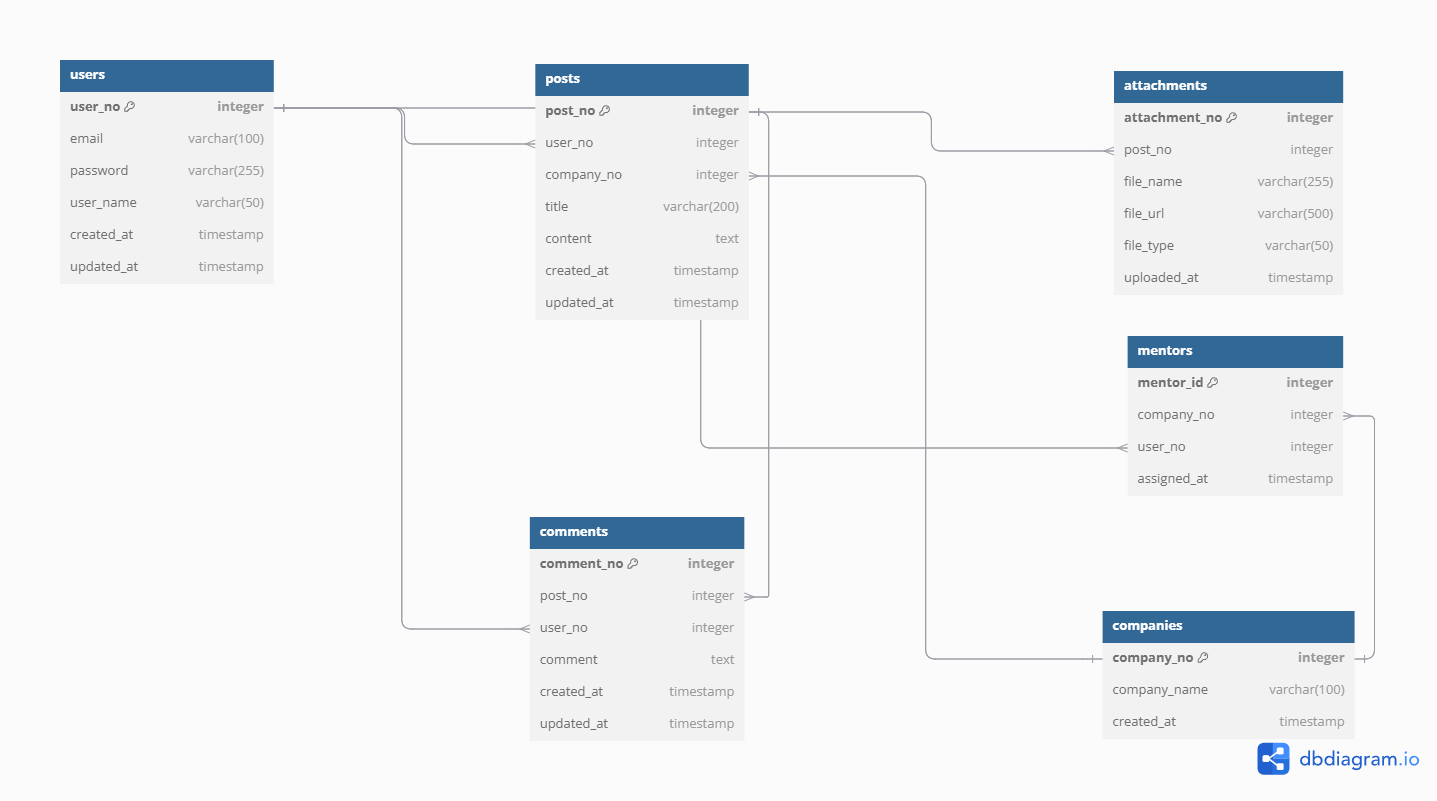 users
user_no integer
email varchar(100)
password varchar(255)
user_name varchar(50)
created_at timestamp
updated_at timestamp
posts
post_no integer
user_no integer
company_no integer
title varchar(200)
content text
created_at timestamp
updated_at timestamp
attachments
attachment_no integer
post_no integer
file_name varchar(255)
file_url varchar(500)
file_type varchar(50)
uploaded_at timestamp
mentors
mentor_id integer
company_no integer
user_no integer
assigned_at timestamp
comments
comment_no integer
post_no integer
user_no integer
comment text
created_at timestamp
updated_at timestamp
companies
company_no integer
company_name varchar(100)
created_at timestamp
dbdiagram.io